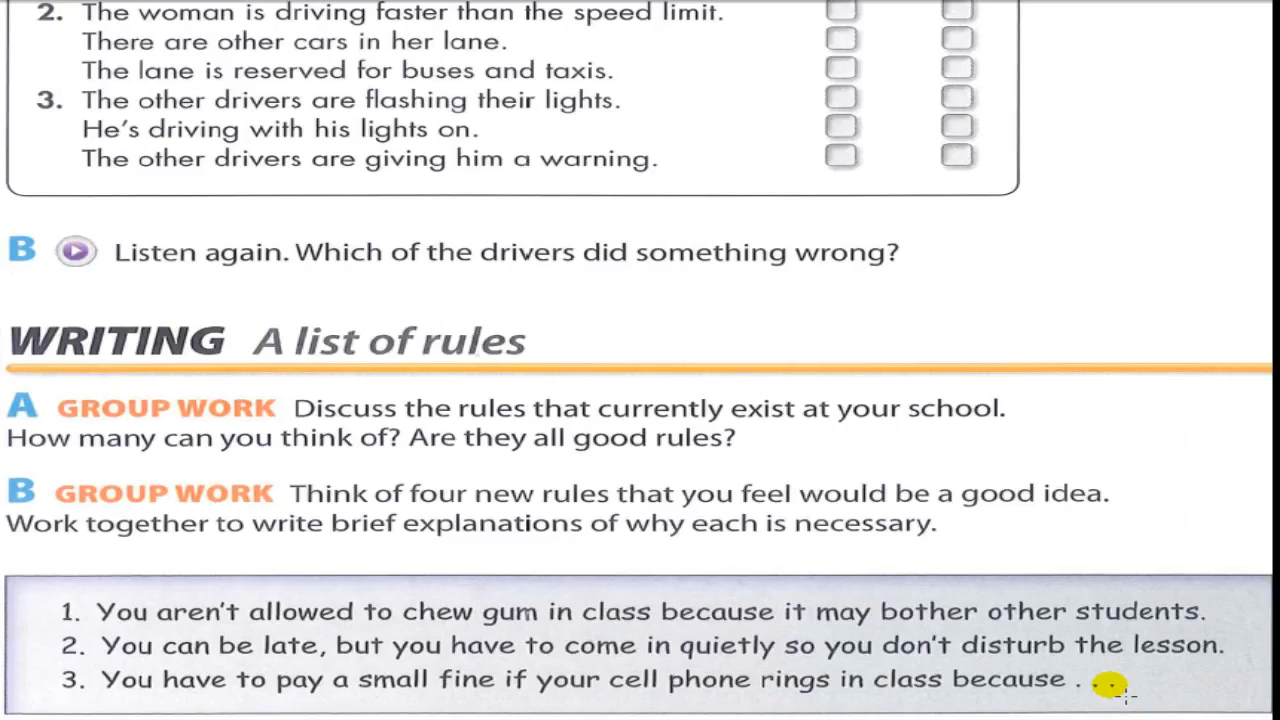 2. The woman is driving faster than the speed limit.
There are other cars in her lane.
The lane is reserved for buses and taxis.
3. The other drivers are flashing their lights.
He's driving with his lights on.
The other drivers are giving him a warning.
B Listen again. Which of the drivers did something wrong?
WRITING A list of rules
A GROUP WORK Discuss the rules that currently exist at your school.
How many can you think of? Are they all good rules?
B GROUP WORK Think of four new rules that you feel would be a good idea.
Work together to write brief explanations of why each is necessary.
1. You aren't allowed to chew gum in class because it may bother other students.
2. You can be late, but you have to come in quietly so you don't disturb the lesson.
3. You have to pay a small fine if your cell phone rings in class because . . .